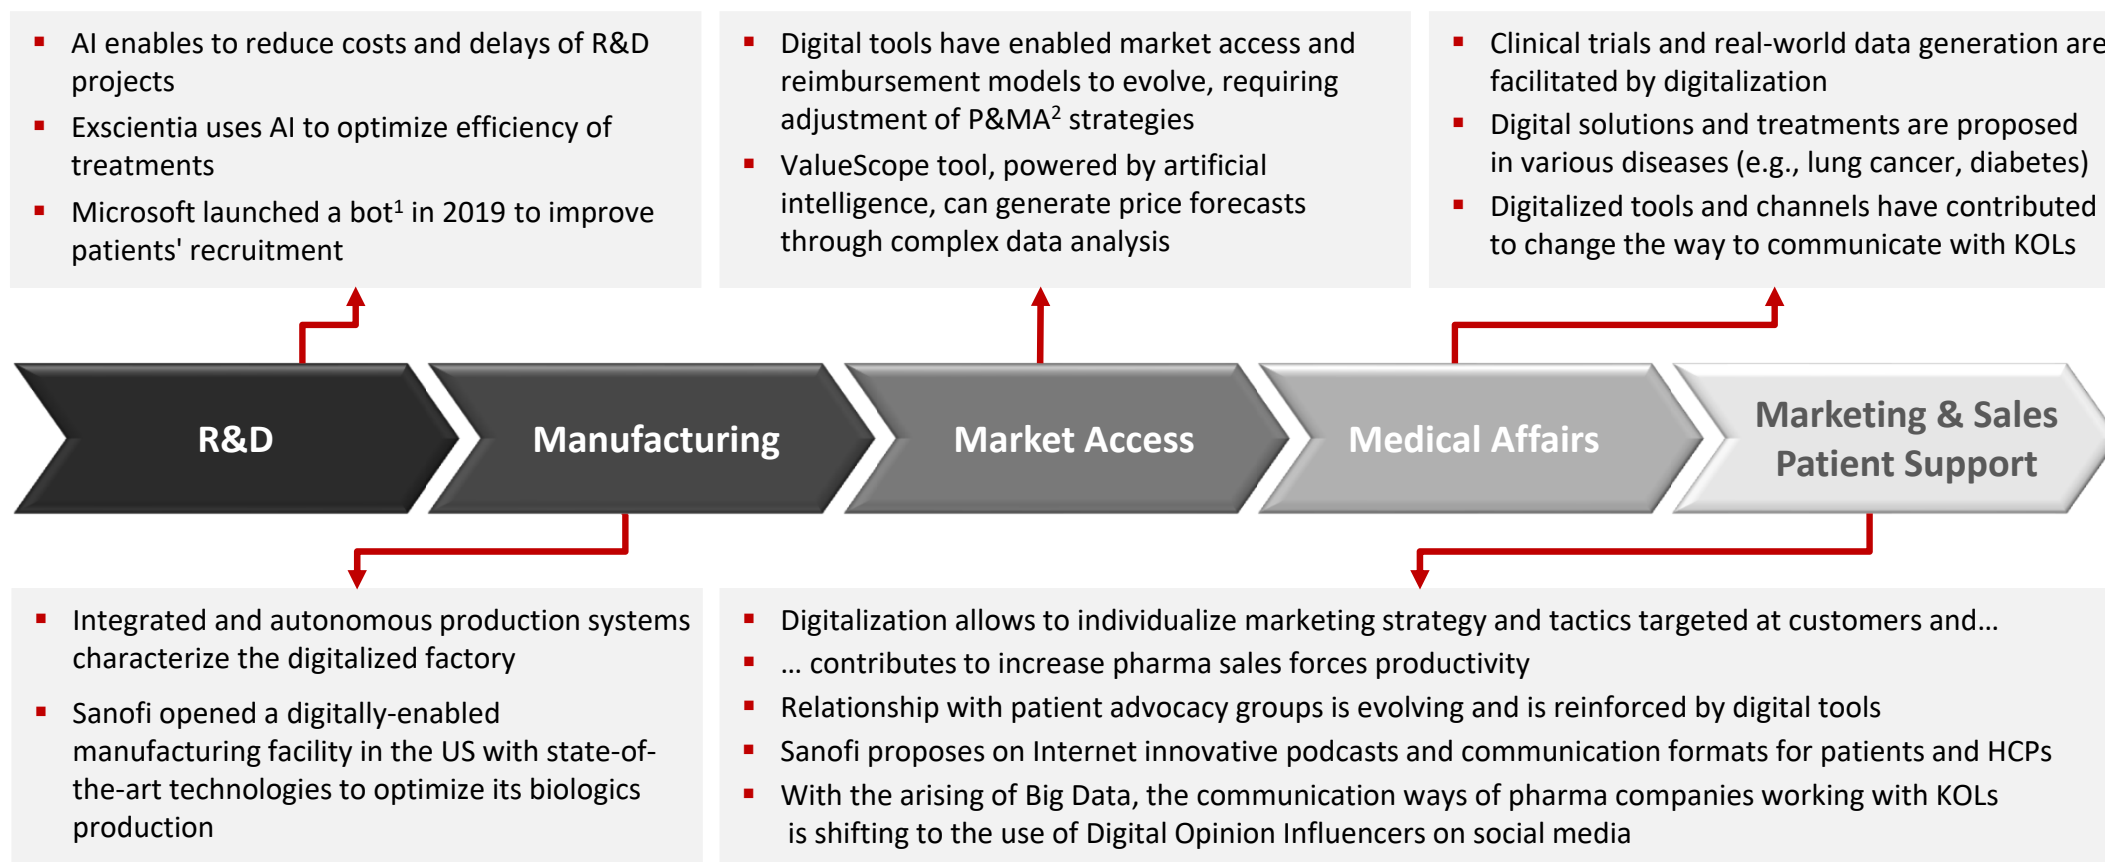 AI enables to reduce costs and delays of R&D
projects
Exscientia uses AI to optimize efficiency of
treatments
Microsoft launched a bot¹ in 2019 to improve
patients' recruitment
Digital tools have enabled market access and
reimbursement models to evolve, requiring
adjustment of P&MA² strategies
ValueScope tool, powered by artificial
intelligence, can generate price forecasts
through complex data analysis
Clinical trials and real-world data generation are
facilitated by digitalization
Digital solutions and treatments are proposed
in various diseases (e.g., lung cancer, diabetes)
Digitalized tools and channels have contributed
to change the way to communicate with KOLs
R&D
Manufacturing
Market Access
Medical Affairs
Marketing & Sales
Patient Support
Integrated and autonomous production systems
characterize the digitalized factory
Sanofi opened a digitally-enabled
manufacturing facility in the US with state-of-
the-art technologies to optimize its biologics
production
Digitalization allows to individualize marketing strategy and tactics targeted at customers and…
… contributes to increase pharma sales forces productivity
Relationship with patient advocacy groups is evolving and is reinforced by digital tools
Sanofi proposes on Internet innovative podcasts and communication formats for patients and HCPs
With the arising of Big Data, the communication ways of pharma companies working with KOLs
is shifting to the use of Digital Opinion Influencers on social media